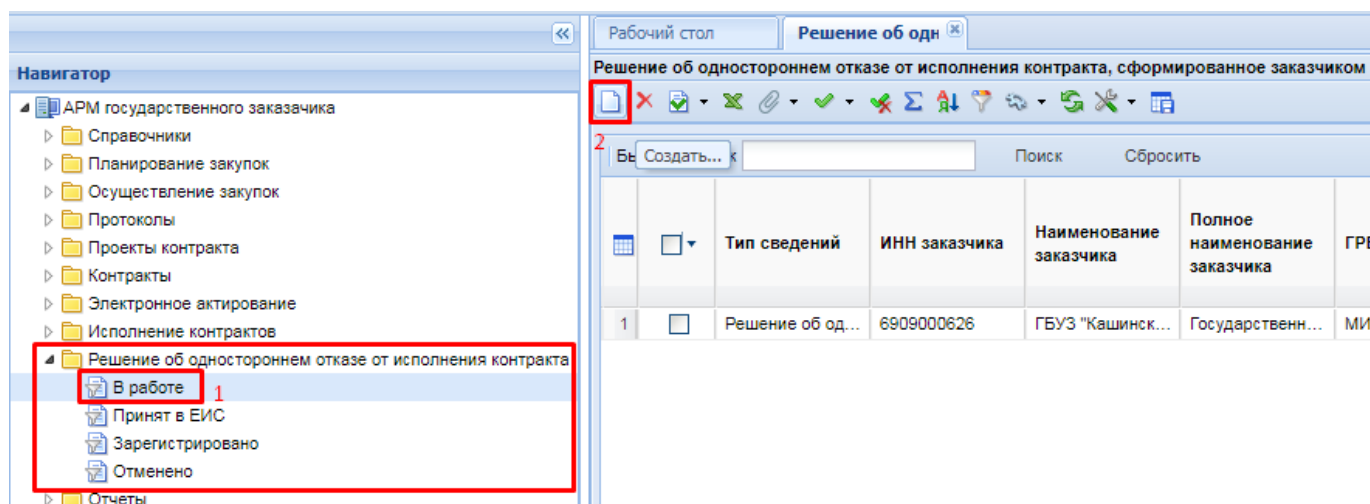 Рабочий стол
Решение об одн
Навигатор
Решение об одностороннем отказе от исполнения контракта, сформированное заказчиком
АРМ государственного заказачика
Справочники
Планирование закупок
Осуществление закупок
Протоколы
Проекты контракта
Контракты
Электронное актирование
Исполнение контрактов
Решение об одностороннем отказе от исполнения контракта
В работе
1
Принят в ЕИС
Зарегистрировано
Отменено
Отчеты
2
Создать...
Поиск
Сбросить
Тип сведений
ИНН заказчика
Наименование
заказчика
Полное
наименование
заказчика
1
Решение об од...
6909000626
ГБУЗ "Кашинск...
Государственн...